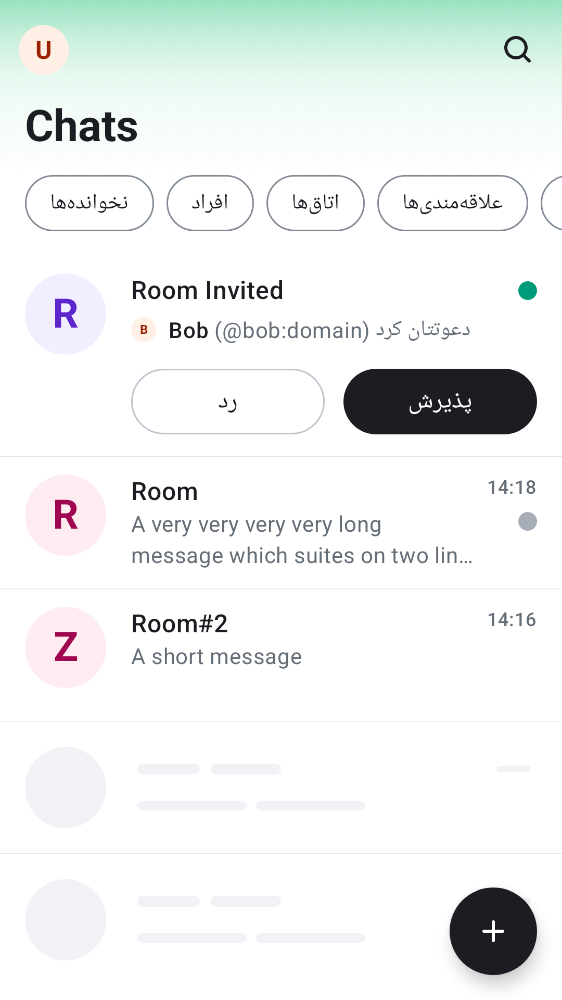 U
Chats
نخوانده‌ها
افراد
اتاق‌ها
علاقه‌مندی‌ها
R
Room Invited
B
Bob (@bob:domain) دعوتتان کرد
رد
پذیرش
R
Room
14:18
A very very very very long
message which suites on two lin…
Z
Room#2
14:16
A short message